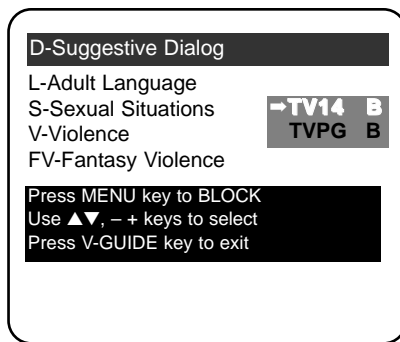 D-Suggestive Dialog
L-Adult Language
S-Sexual Situations ➡TV14 B
V-Violence TVPG B
FV-Fantasy Violence
Press MENU key to BLOCK
Use ▲▼, – + keys to select
Press V-GUIDE key to exit